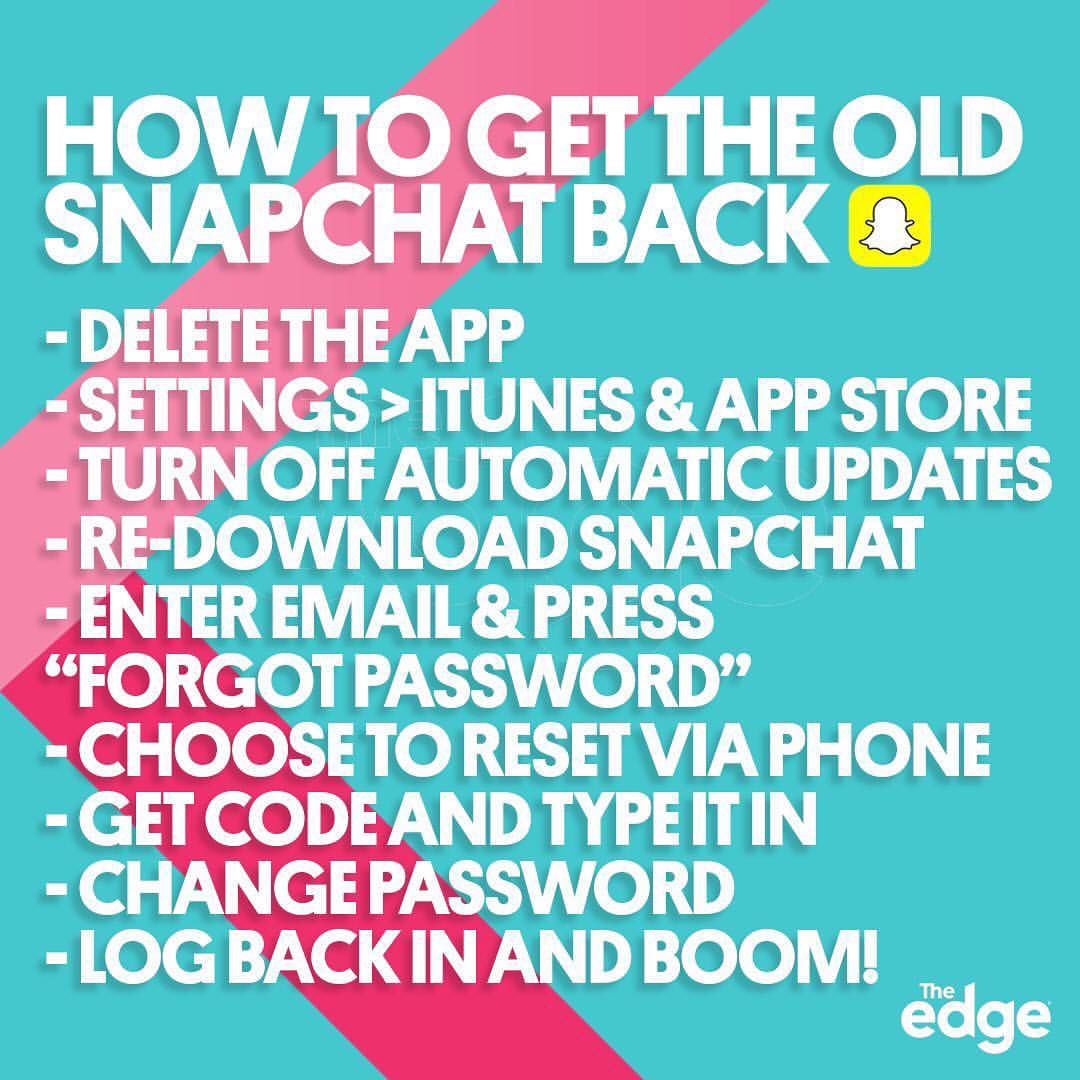 HOW TO GET THE OLD
SNAPCHAT BACK
- DELETE THE APP
- SETTINGS > ITUNES & APP STORE
- TURN OFF AUTOMATIC UPDATES
- RE-DOWNLOAD SNAPCHAT
- ENTER EMAIL & PRESS
“FORGOT PASSWORD”
- CHOOSE TO RESET VIA PHONE
- GET CODE AND TYPE IT IN
- CHANGE PASSWORD
- LOG BACK IN AND BOOM!
The
edge